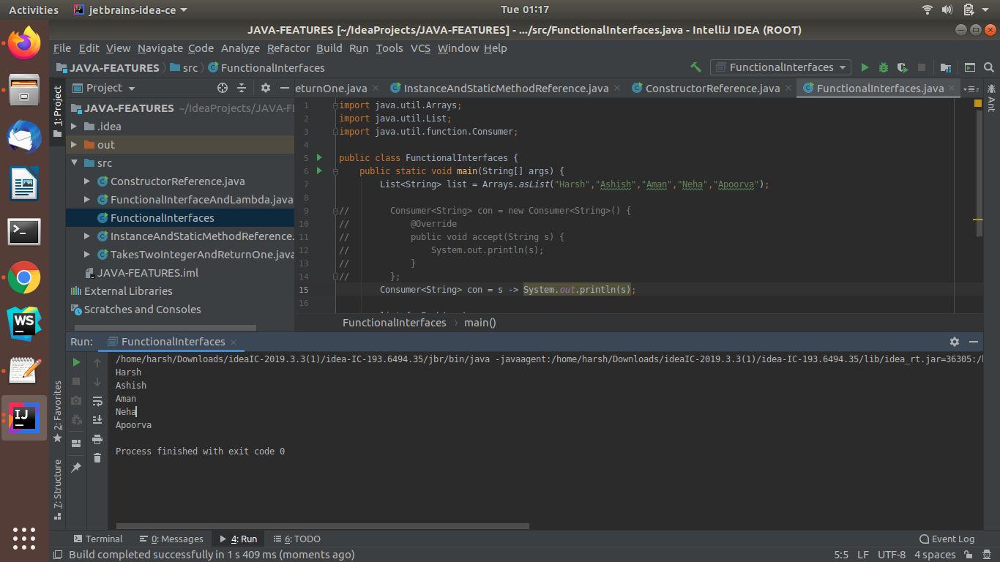 Activities jetbrains-idea-ce Tue 01:17
JAVA-FEATURES [~/IdeaProjects/JAVA-FEATURES] - .../src/FunctionalInterfaces.java - IntelliJ IDEA (ROOT)
File Edit View Navigate Code Analyze Refactor Build Run Tools VCS Window Help
JAVA-FEATURES src FunctionalInterfaces FunctionalInterfaces
1: Project
Project
JAVA-FEATURES ~/IdeaProjects/JAVA-F
.idea
out
src
ConstructorReference.java
FunctionalInterfaceAndLambda.java
FunctionalInterfaces
InstanceAndStaticMethodReference.
TakesTwoIntegerAndReturnOne.java
JAVA-FEATURES.iml
External Libraries
Scratches and Consoles
eturnOne.java InstanceAndStaticMethodReference.java ConstructorReference.java FunctionalInterfaces.java 2
Ant
1 import java.util.Arrays;
2 import java.util.List;
3 import java.util.function.Consumer;
4
5 public class FunctionalInterfaces {
6 public static void main(String[] args) {
7 List<String> list = Arrays.asList("Harsh","Ashish","Aman","Neha","Apoorva");
8
9 // Consumer<String> con = new Consumer<String>() {
10 // @Override
11 // public void accept(String s) {
12 // System.out.println(s);
13 // }
14 // };
15 Consumer<String> con = s -> System.out.println(s);
16
FunctionalInterfaces › main()
WS
IJ
Run: FunctionalInterfaces
/home/harsh/Downloads/ideaIC-2019.3.3(1)/idea-IC-193.6494.35/jbr/bin/java -javaagent:/home/harsh/Downloads/ideaIC-2019.3.3(1)/idea-IC-193.6494.35/lib/idea_rt.jar=36305:/
Harsh
Ashish
Aman
Neha
Apoorva
Process finished with exit code 0
2: Favorites
7: Structure
Terminal 0: Messages 4: Run 6: TODO Event Log
Build completed successfully in 1 s 409 ms (moments ago) 5:5 LF UTF-8 4 spaces